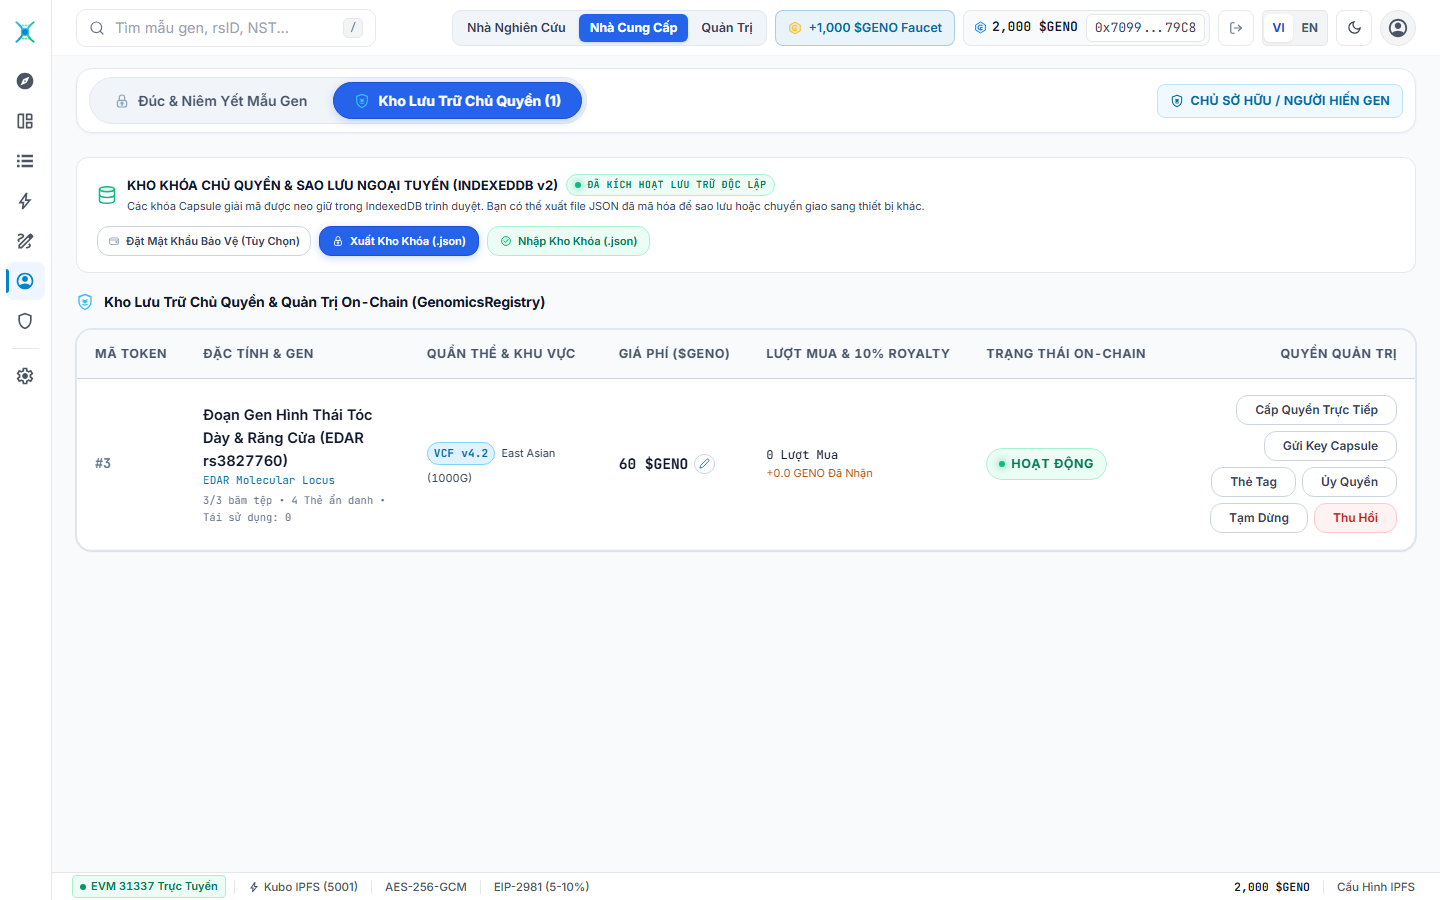 Tìm mẫu gen, rsID, NST...
/
Nhà Nghiên Cứu
Nhà Cung Cấp
Quản Trị
+1,000 $GENO Faucet
2,000 $GENO
0x7099...79C8
VI
EN
Đúc & Niêm Yết Mẫu Gen
Kho Lưu Trữ Chủ Quyền (1)
CHỦ SỞ HỮU / NGƯỜI HIẾN GEN
KHO KHÓA CHỦ QUYỀN & SAO LƯU NGOẠI TUYẾN (INDEXEDDB v2)
ĐÃ KÍCH HOẠT LƯU TRỮ ĐỘC LẬP
Các khóa Capsule giải mã được neo giữ trong IndexedDB trình duyệt. Bạn có thể xuất file JSON đã mã hóa để sao lưu hoặc chuyển giao sang thiết bị khác.
Đặt Mật Khẩu Bảo Vệ (Tùy Chọn)
Xuất Kho Khóa (.json)
Nhập Kho Khóa (.json)
Kho Lưu Trữ Chủ Quyền & Quản Trị On-Chain (GenomicsRegistry)
MÃ TOKEN
ĐẶC TÍNH & GEN
QUẦN THỂ & KHU VỰC
GIÁ PHÍ ($GENO)
LƯỢT MUA & 10% ROYALTY
TRẠNG THÁI ON-CHAIN
QUYỀN QUẢN TRỊ
#3
Đoạn Gen Hình Thái Tóc
Dày & Răng Cửa (EDAR
rs3827760)
EDAR Molecular Locus
3/3 băm tệp • 4 Thẻ ẩn danh •
Tái sử dụng: 0
VCF v4.2
East Asian
(1000G)
60 $GENO
0 Lượt Mua
+0.0 GENO Đã Nhận
HOẠT ĐỘNG
Cấp Quyền Trực Tiếp
Gửi Key Capsule
Thẻ Tag
Ủy Quyền
Tạm Dừng
Thu Hồi
EVM 31337 Trực Tuyến
Kubo IPFS (5001)
AES-256-GCM
EIP-2981 (5-10%)
2,000 $GENO
Cấu Hình IPFS